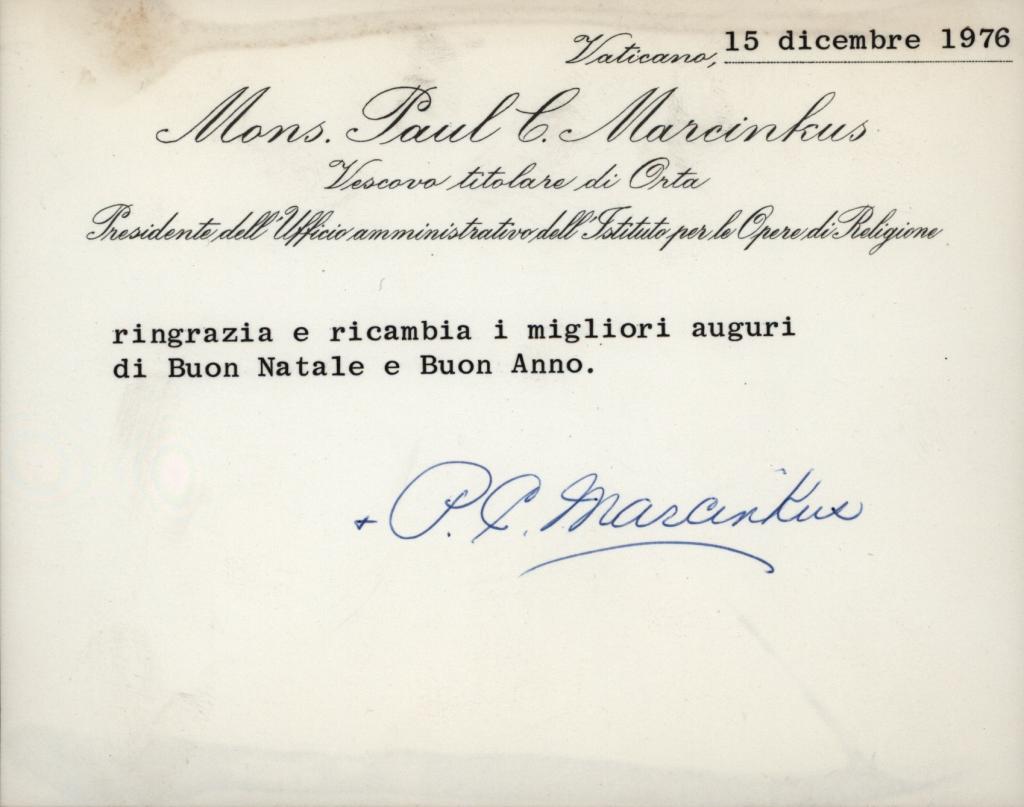 Vaticano, 15 dicembre 1976
Mons. Paul C. Marcinkus
Vescovo titolare di Orta
Presidente dell'Ufficio amministrativo dell'Istituto per le Opere di Religione
ringrazia e ricambia i migliori auguri
di Buon Natale e Buon Anno.
+ P. C. Marcinkus